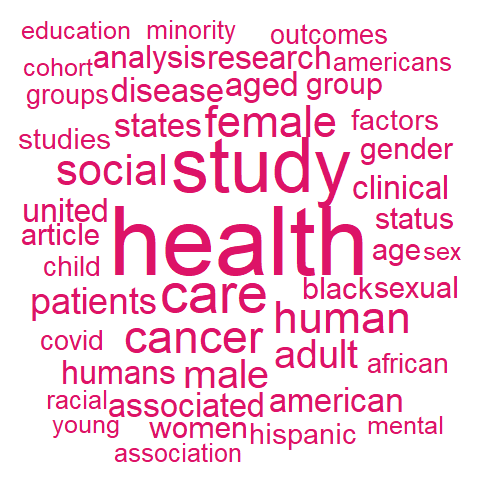 education minority outcomes
cohort analysis research americans
groups disease aged group
studies states female factors
social study gender
clinical
united health status
article age sex
child
patients care black sexual
covid cancer human
humans male adult african
racial associated american
young women hispanic mental
association